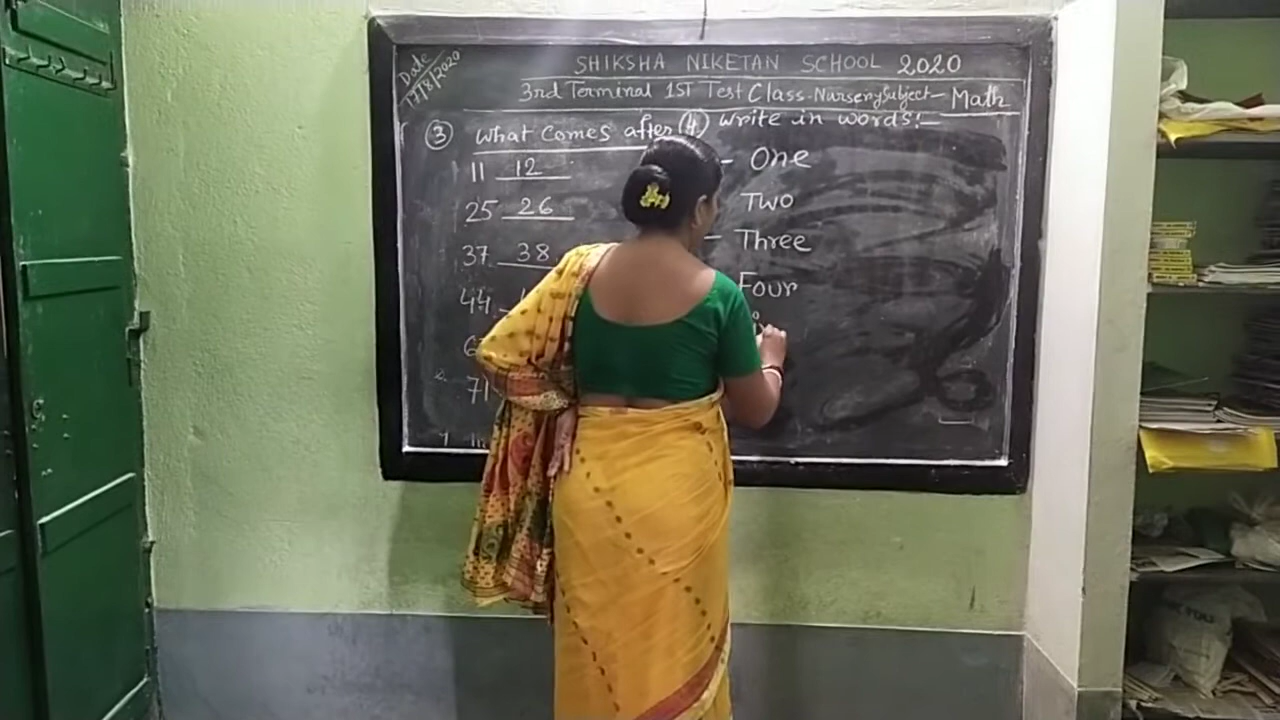 Date
17/8/2020
SHIKSHA NIKETAN SCHOOL 2020
3rd Terminal 1ST Test Class-Nursery Subject- Math
③ What Comes after
11 12
25 26
37 38
44
6
71
④ Write in words:-
- One
Two
- Three
Four